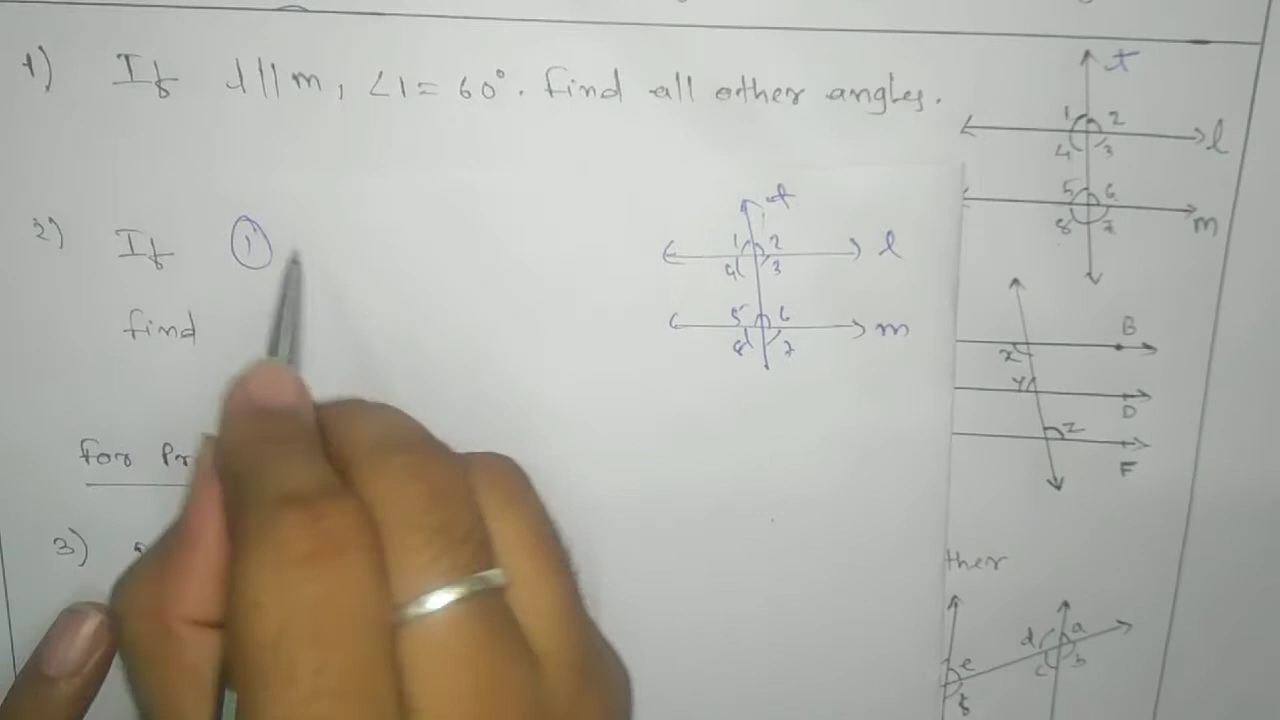 1) If l||m, ∠1=60°. find all other angles.
t
1 2
4 3
l
5 6
8 7
m
2) If ①
find
t
1 2
4 3
l
5 6
8 7
m
x
B
y
D
z
F
for Pr
3)
ther
d a
c b
e
f